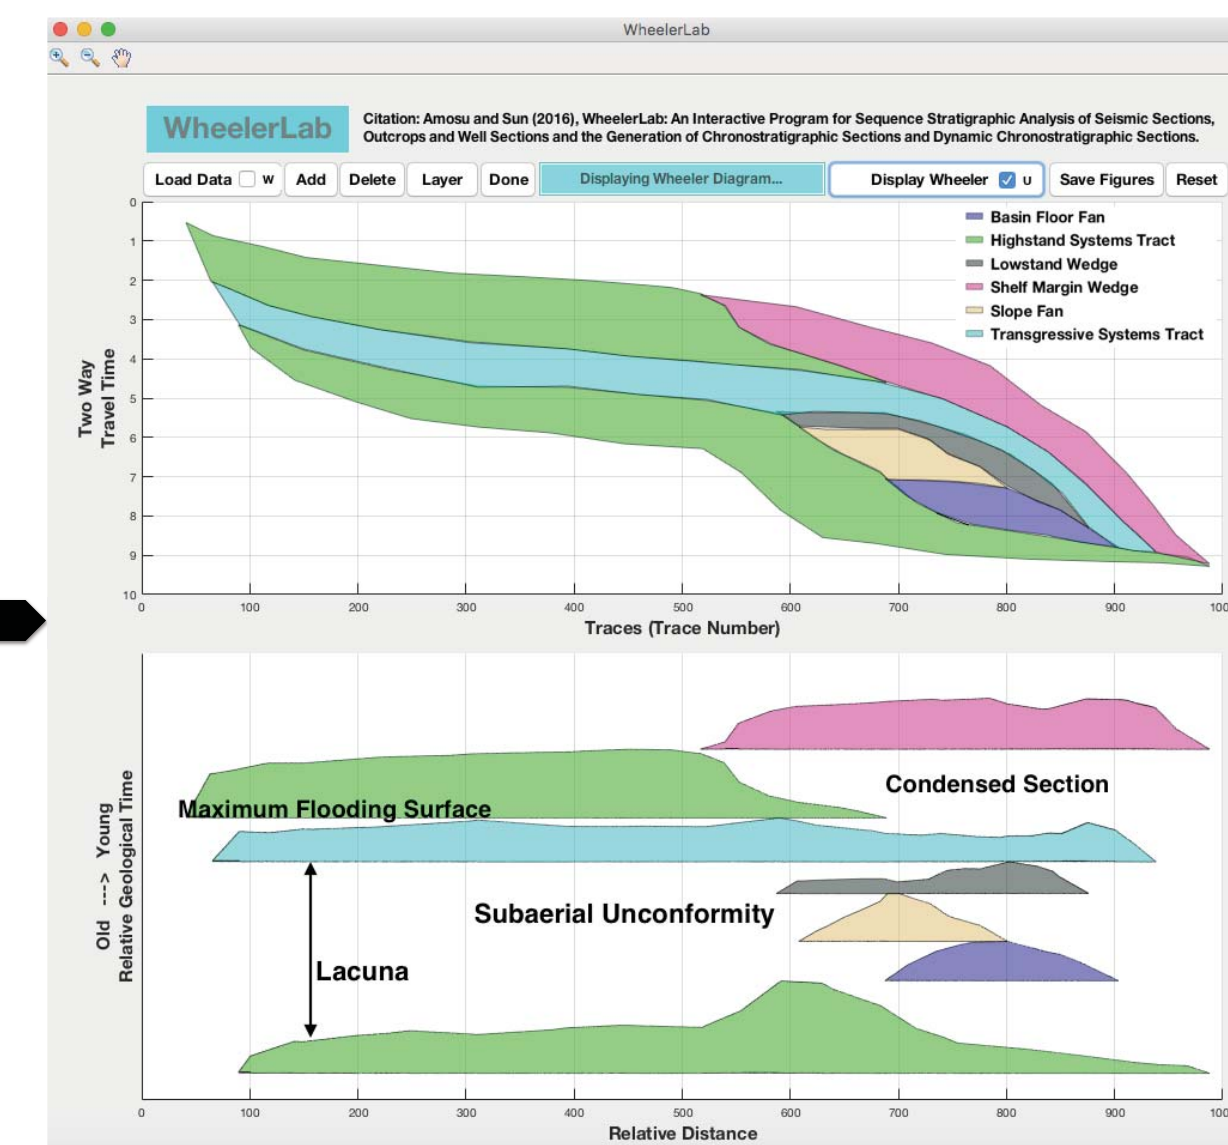 WheelerLab
WheelerLab
Citation: Amosu and Sun (2016), WheelerLab: An Interactive Program for Sequence Stratigraphic Analysis of Seismic Sections,
Outcrops and Well Sections and the Generation of Chronostratigraphic Sections and Dynamic Chronostratigraphic Sections.
Load Data W Add Delete Layer Done Displaying Wheeler Diagram... Display Wheeler U Save Figures Reset
Basin Floor Fan
Highstand Systems Tract
Lowstand Wedge
Shelf Margin Wedge
Slope Fan
Transgressive Systems Tract
Two Way
Travel Time
0
1
2
3
4
5
6
7
8
9
10
0 100 200 300 400 500 600 700 800 900 100
Traces (Trace Number)
Condensed Section
Maximum Flooding Surface
Subaerial Unconformity
Lacuna
Old ---> Young
Relative Geological Time
0 100 200 300 400 500 600 700 800 900 100
Relative Distance